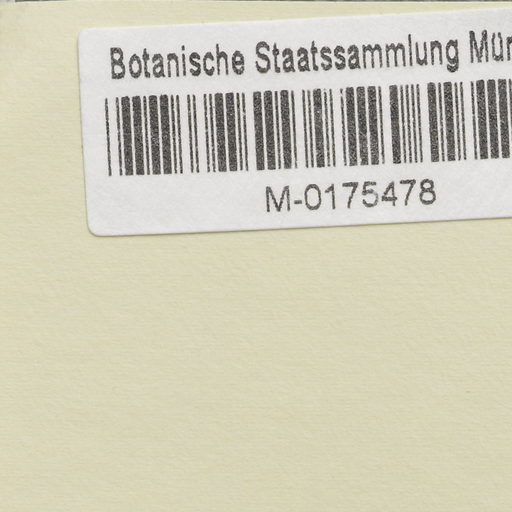 Botanische Staatssammlung Mün
M-0175478